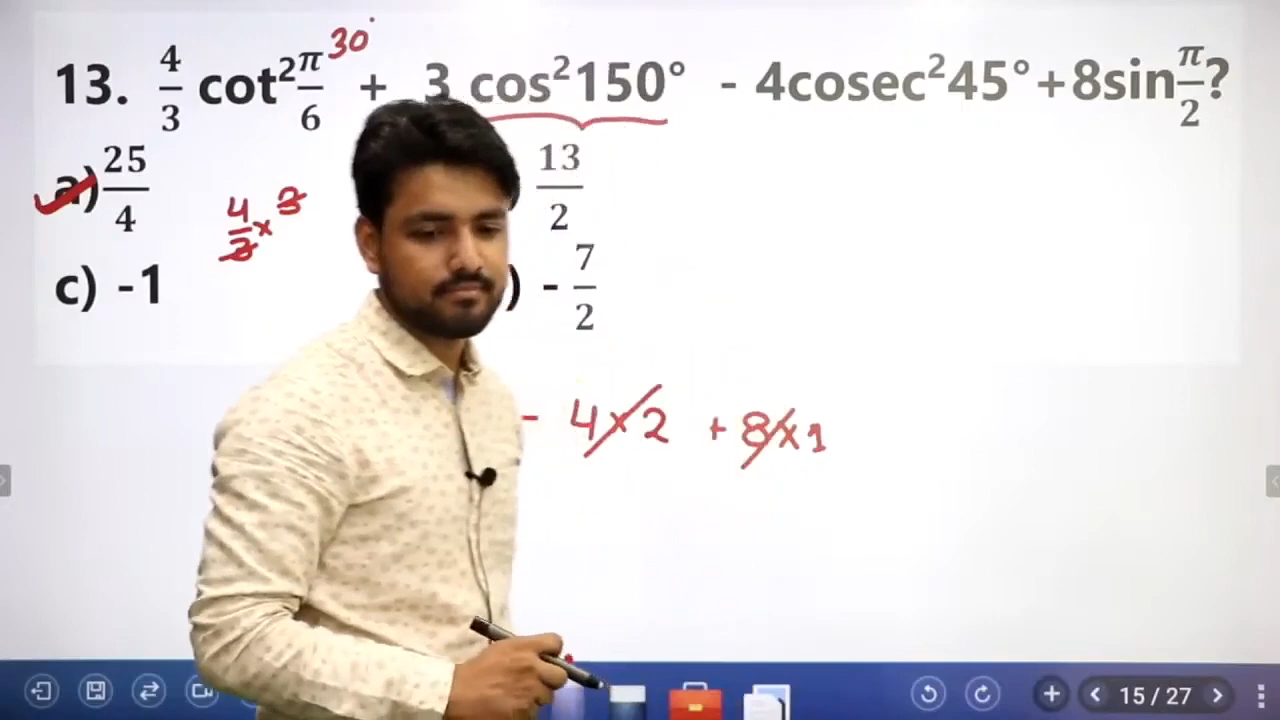 30°
13. 4/3 cot² π/6 + 3 cos²150° - 4cosec²45° + 8sin π/2?
a) 25/4 13/2
4/3 × 3
c) -1 ) - 7/2
- 4×2 + 8×1
15 / 27